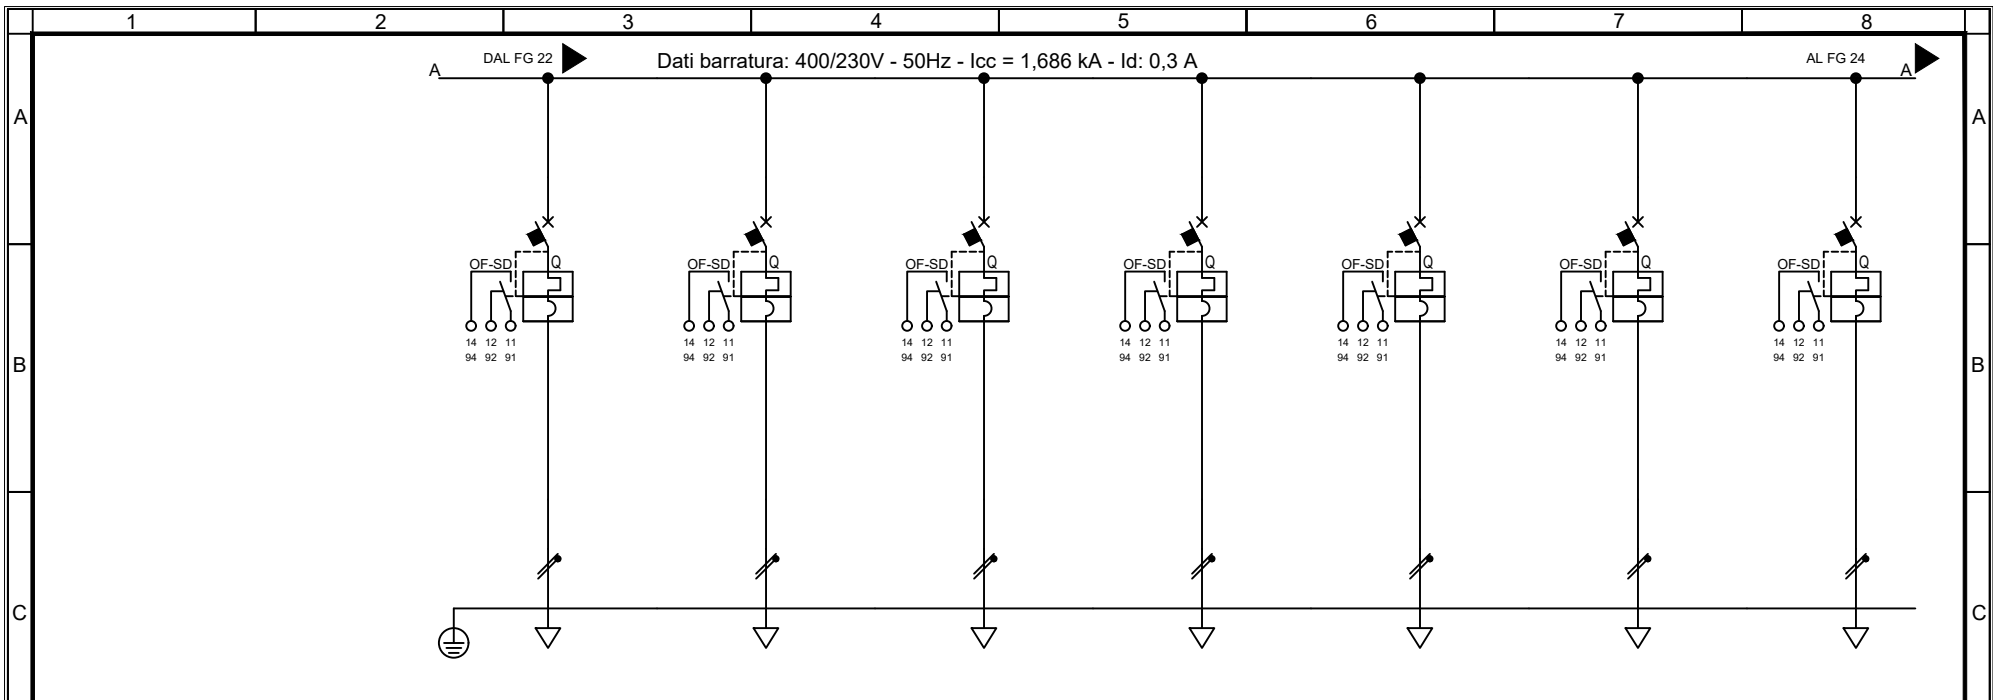 1 2 3 4 5 6 7 8
DAL FG 22 Dati barratura: 400/230V - 50Hz - Icc = 1,686 kA - Id: 0,3 A AL FG 24
A A
A A
OF-SD Q OF-SD Q OF-SD Q OF-SD Q OF-SD Q OF-SD Q OF-SD Q
14 12 11 14 12 11 14 12 11 14 12 11 14 12 11 14 12 11 14 12 11
94 92 91 94 92 91 94 92 91 94 92 91 94 92 91 94 92 91 94 92 91
B B
C C